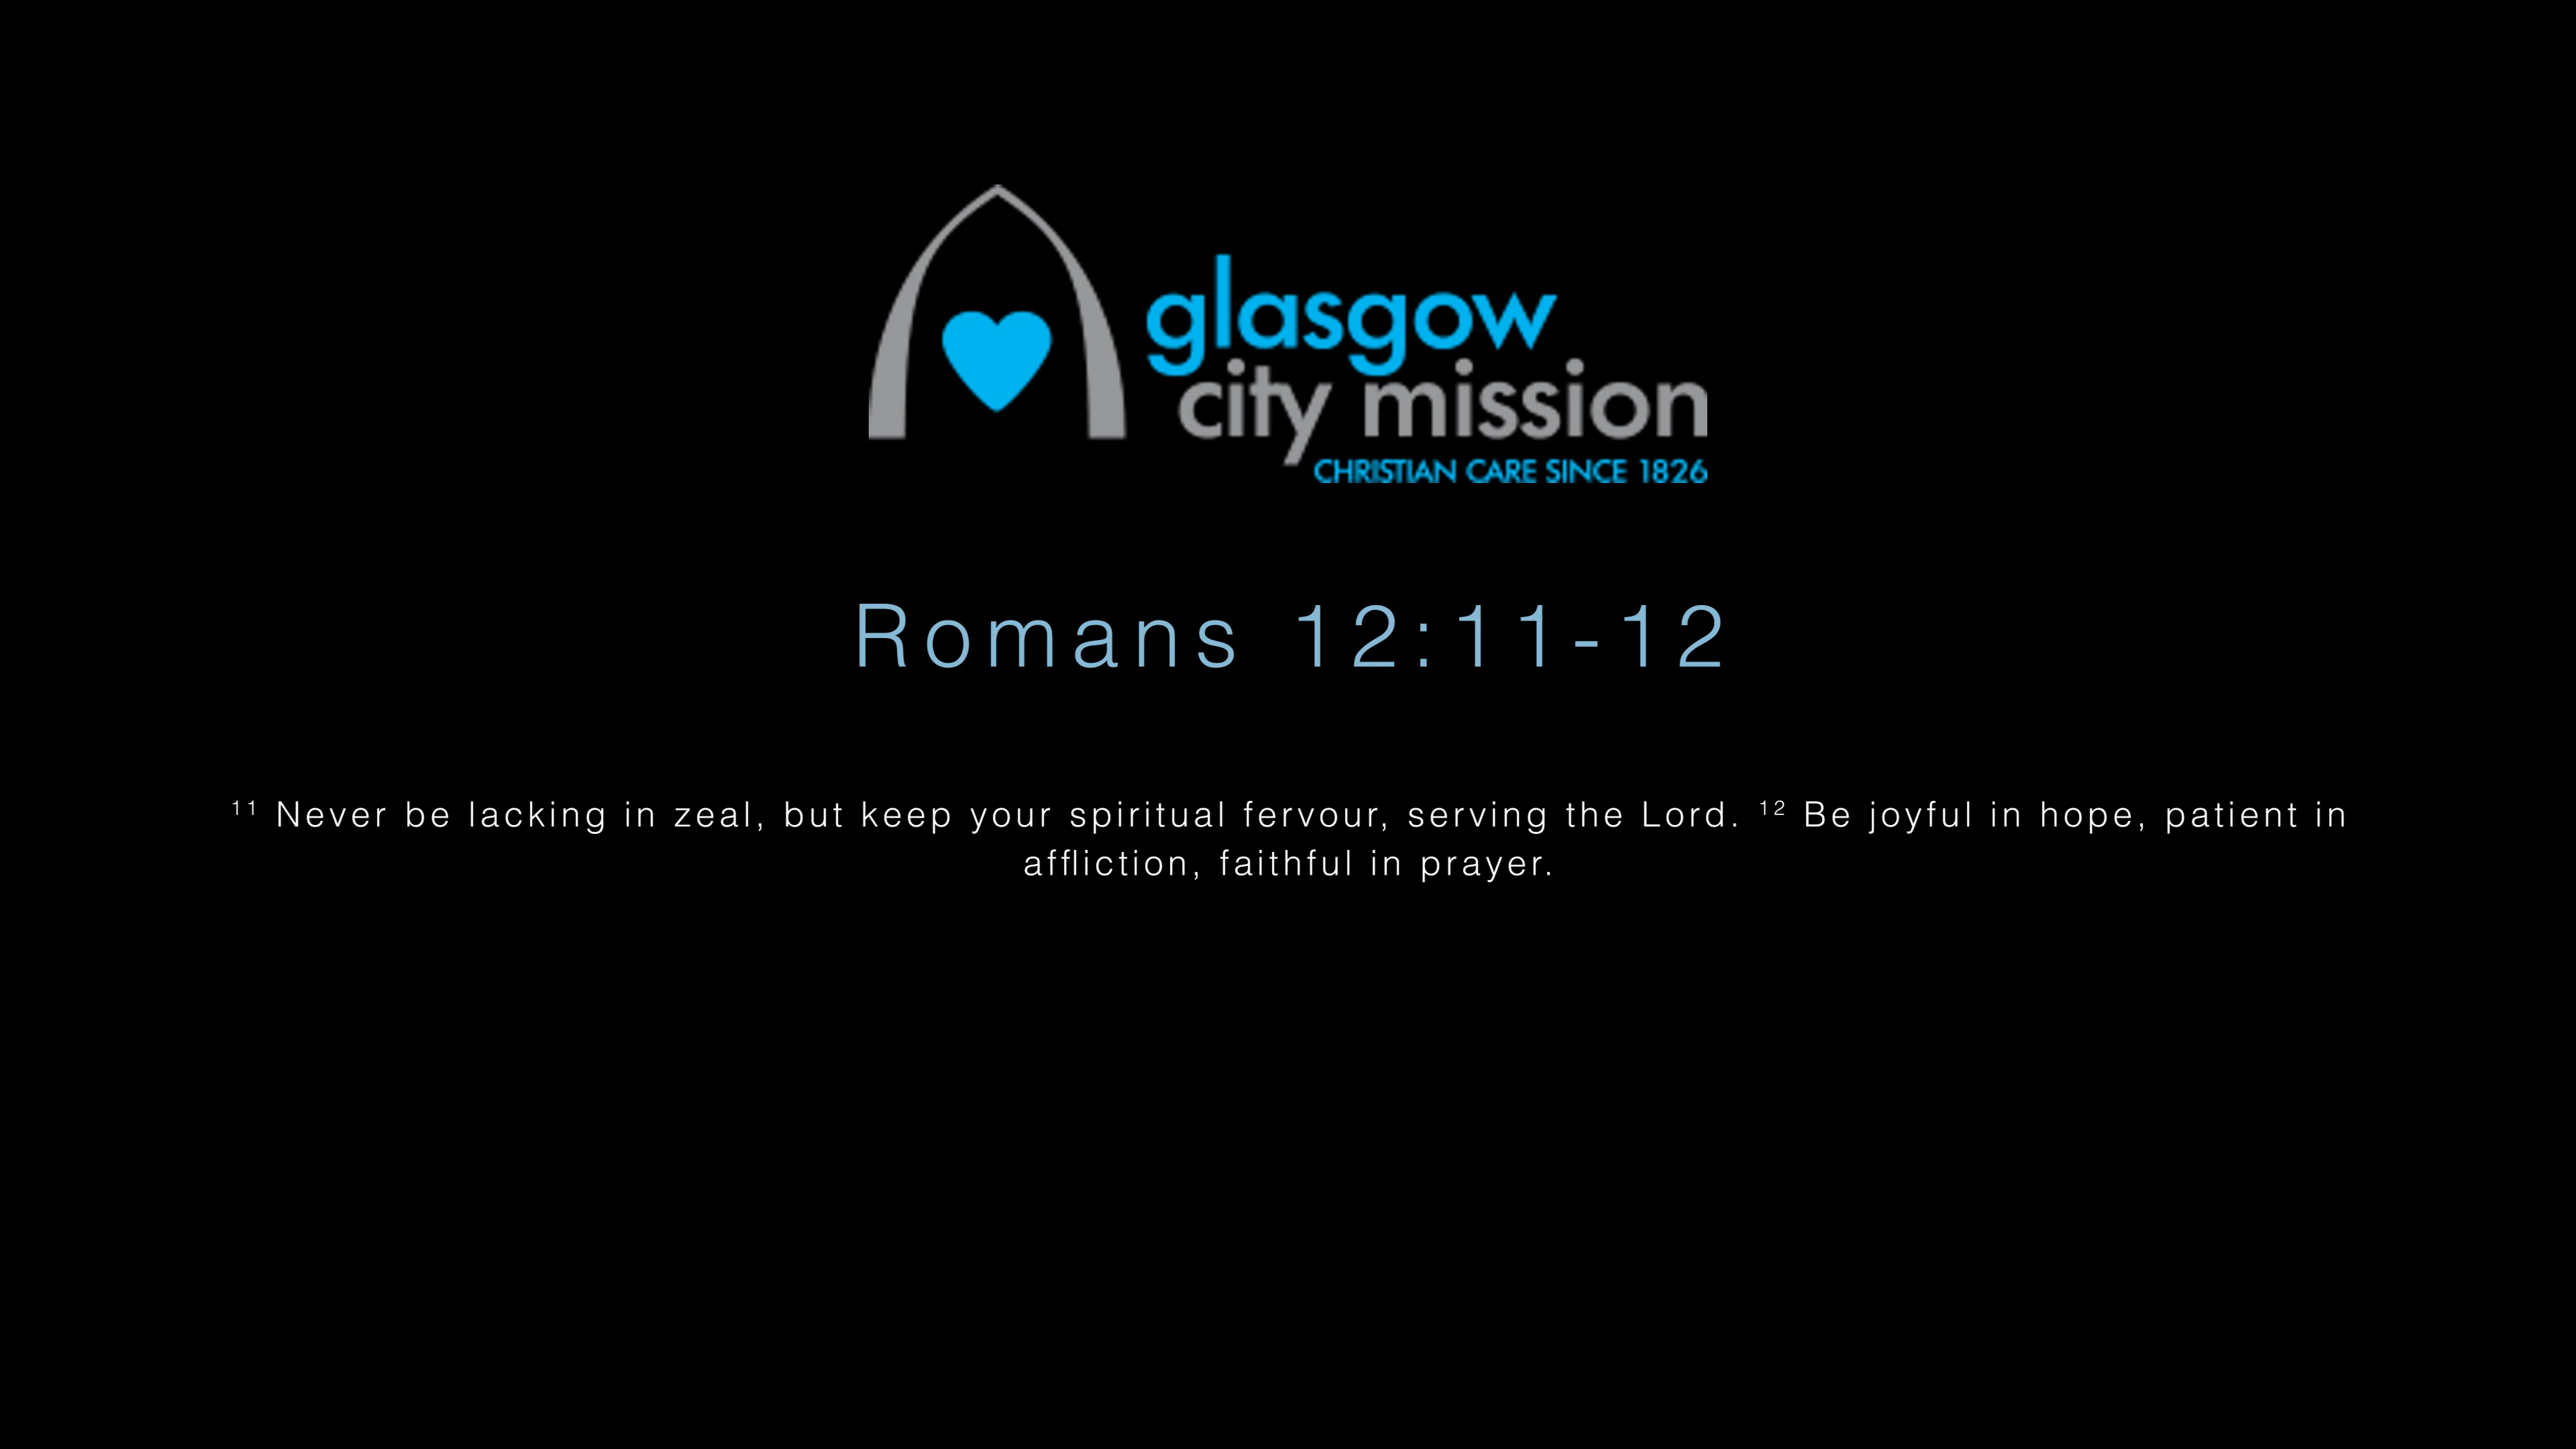 glasgow
city mission
CHRISTIAN CARE SINCE 1826
Romans 12:11-12
¹¹ Never be lacking in zeal, but keep your spiritual fervour, serving the Lord. ¹² Be joyful in hope, patient in
affliction, faithful in prayer.